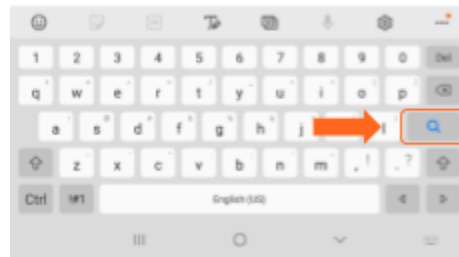 1 2 3 4 5 6 7 8 9 0 Del
q w e r t y u i o p
a s d f g h j l
z x c v b n m , ! . ?
Ctrl !#1 English (US)